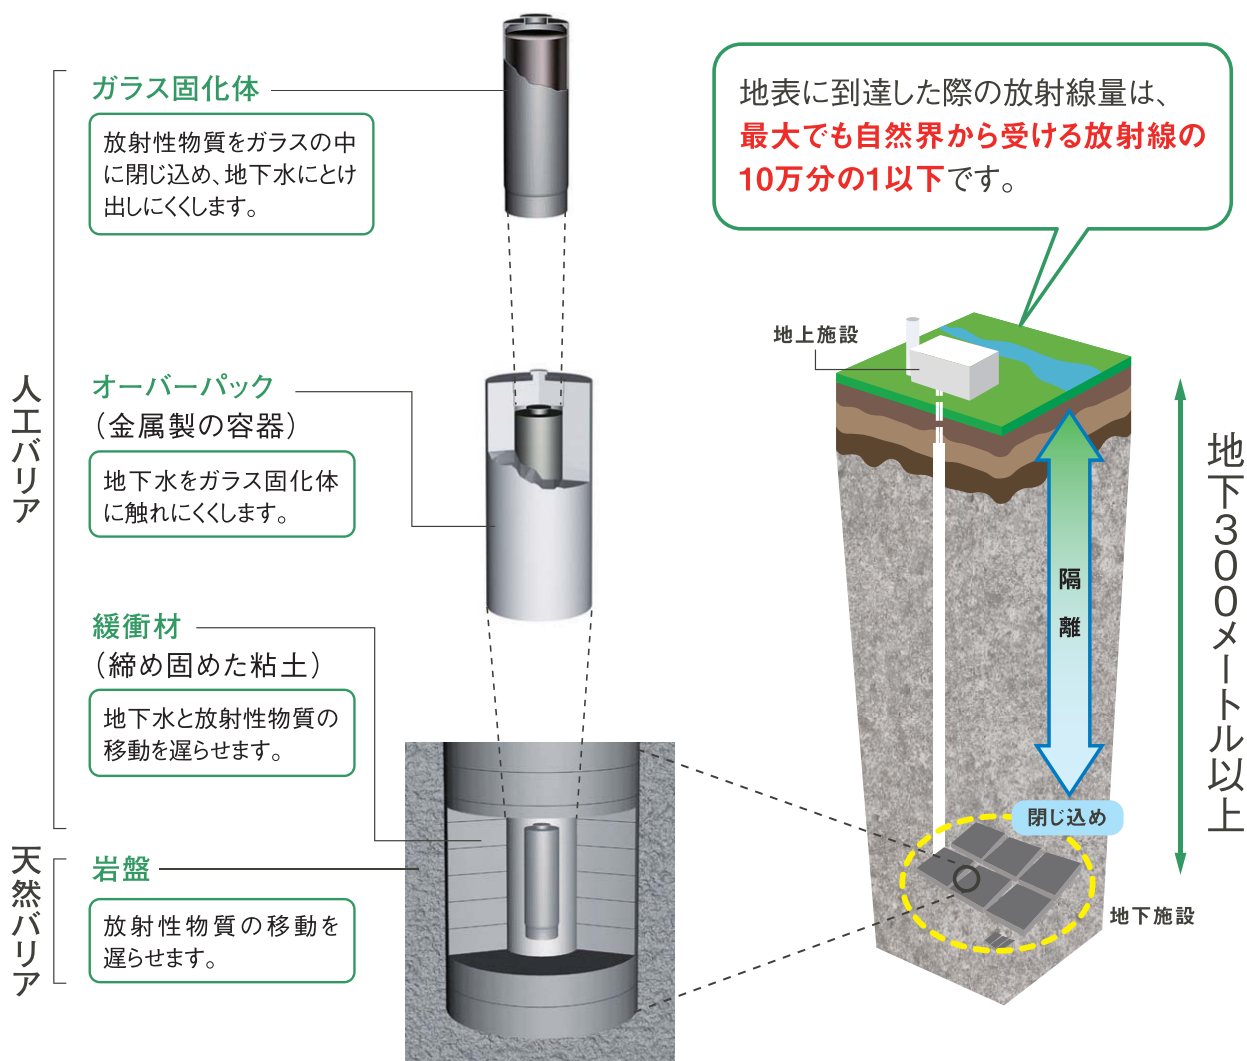 人工バリア
ガラス固化体
放射性物質をガラスの中
に閉じ込め、地下水にとけ
出しにくくします。
オーバーパック
（金属製の容器）
地下水をガラス固化体
に触れにくくします。
緩衝材
（締め固めた粘土）
地下水と放射性物質の
移動を遅らせます。
天然バリア
岩盤
放射性物質の移動を
遅らせます。
地表に到達した際の放射線量は、
最大でも自然界から受ける放射線の
10万分の1以下です。
地上施設
隔離
閉じ込め
地下施設
地下300メートル以上